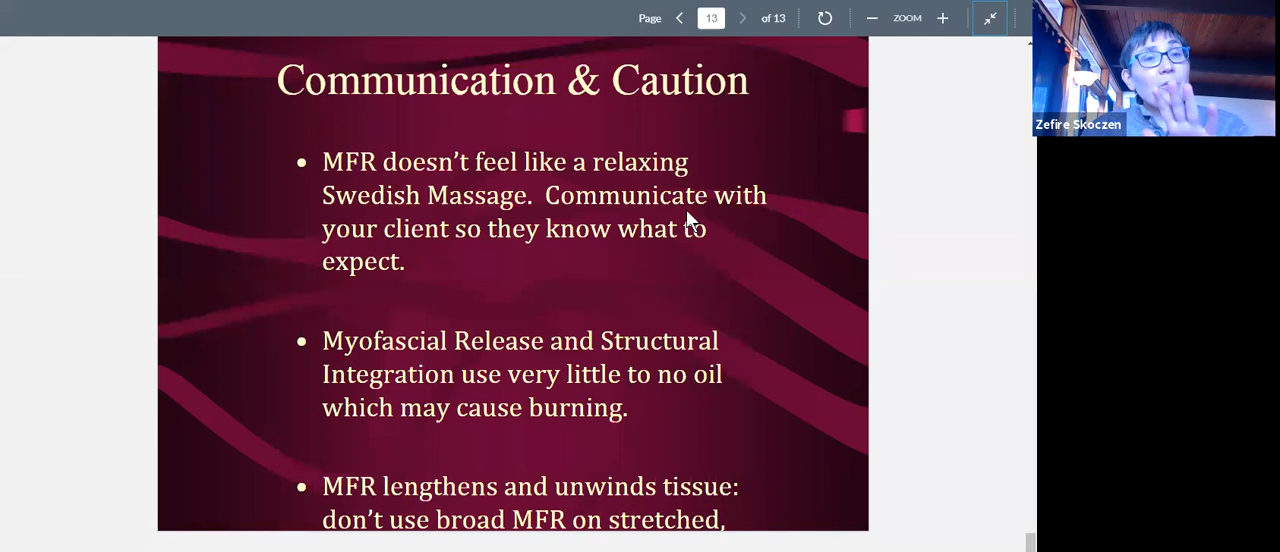 Page 13 of 13 ZOOM
Communication & Caution
• MFR doesn’t feel like a relaxing
Swedish Massage.  Communicate with
your client so they know what to
expect.
• Myofascial Release and Structural
Integration use very little to no oil
which may cause burning.
• MFR lengthens and unwinds tissue:
don’t use broad MFR on stretched,
Zefire Skoczen